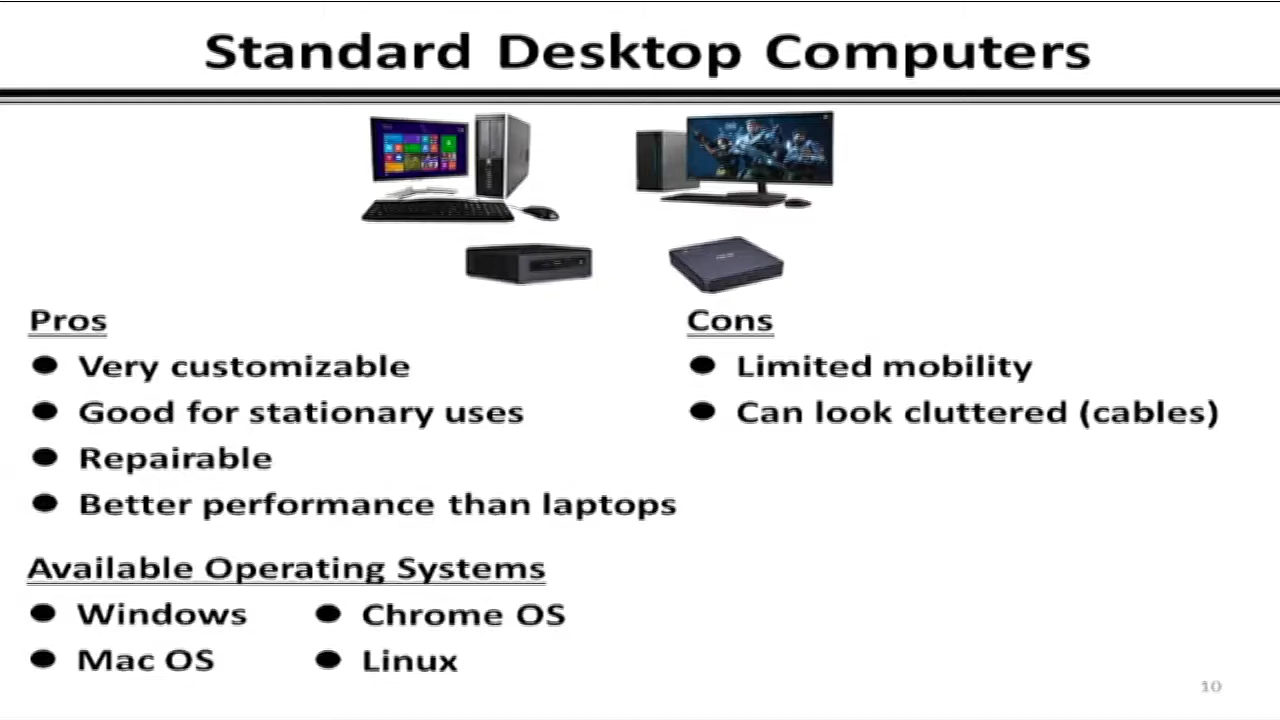 Standard Desktop Computers
Pros
● Very customizable
● Good for stationary uses
● Repairable
● Better performance than laptops
Cons
● Limited mobility
● Can look cluttered (cables)
Available Operating Systems
● Windows
● Mac OS
● Chrome OS
● Linux
10